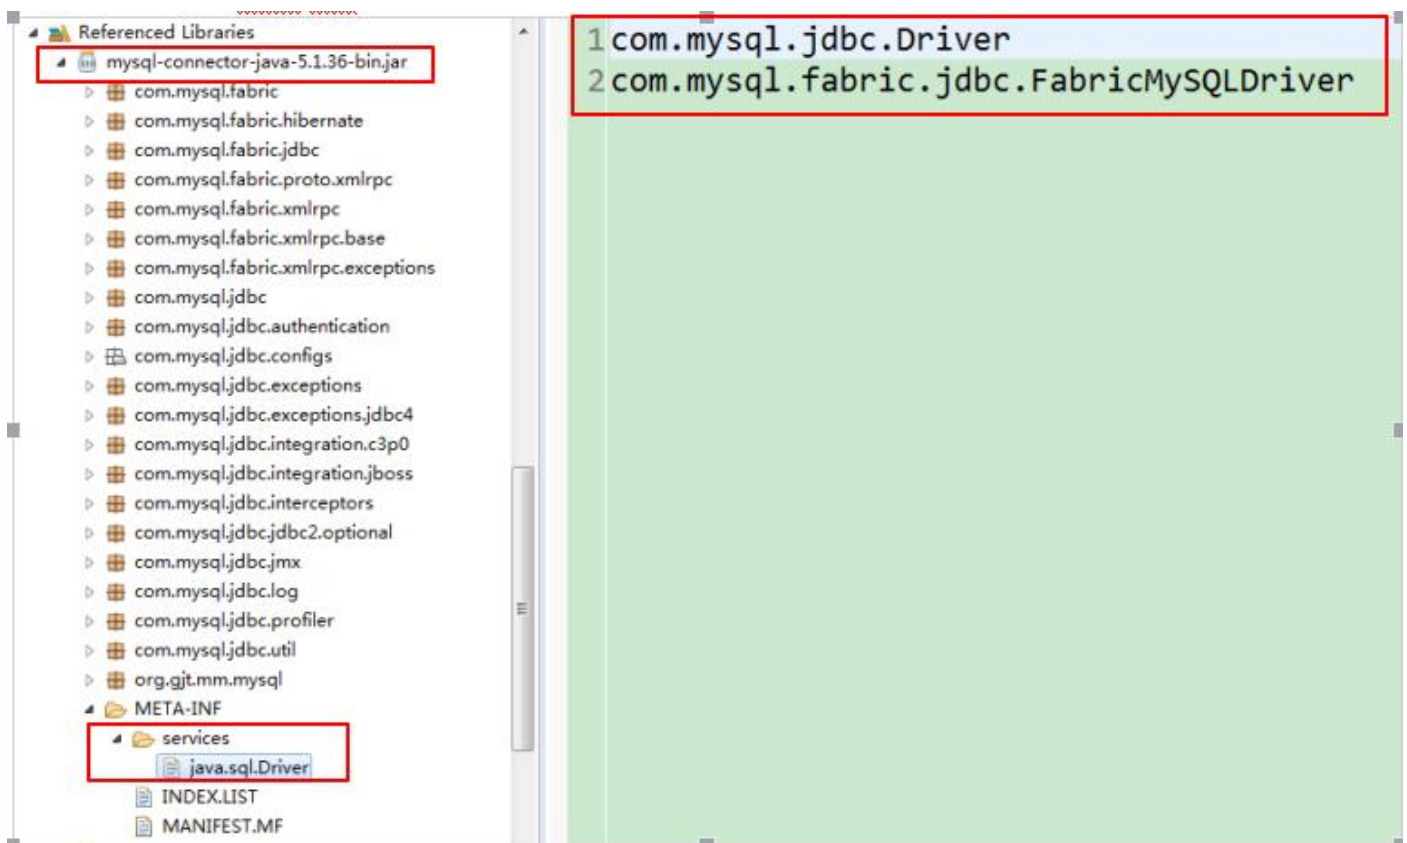 Referenced Libraries
mysql-connector-java-5.1.36-bin.jar
com.mysql.fabric
com.mysql.fabric.hibernate
com.mysql.fabric.jdbc
com.mysql.fabric.proto.xmlrpc
com.mysql.fabric.xmlrpc
com.mysql.fabric.xmlrpc.base
com.mysql.fabric.xmlrpc.exceptions
com.mysql.jdbc
com.mysql.jdbc.authentication
com.mysql.jdbc.configs
com.mysql.jdbc.exceptions
com.mysql.jdbc.exceptions.jdbc4
com.mysql.jdbc.integration.c3p0
com.mysql.jdbc.integration.jboss
com.mysql.jdbc.interceptors
com.mysql.jdbc.jdbc2.optional
com.mysql.jdbc.jmx
com.mysql.jdbc.log
com.mysql.jdbc.profiler
com.mysql.jdbc.util
org.gjt.mm.mysql
META-INF
services
java.sql.Driver
INDEX.LIST
MANIFEST.MF
1 com.mysql.jdbc.Driver
2 com.mysql.fabric.jdbc.FabricMySQLDriver